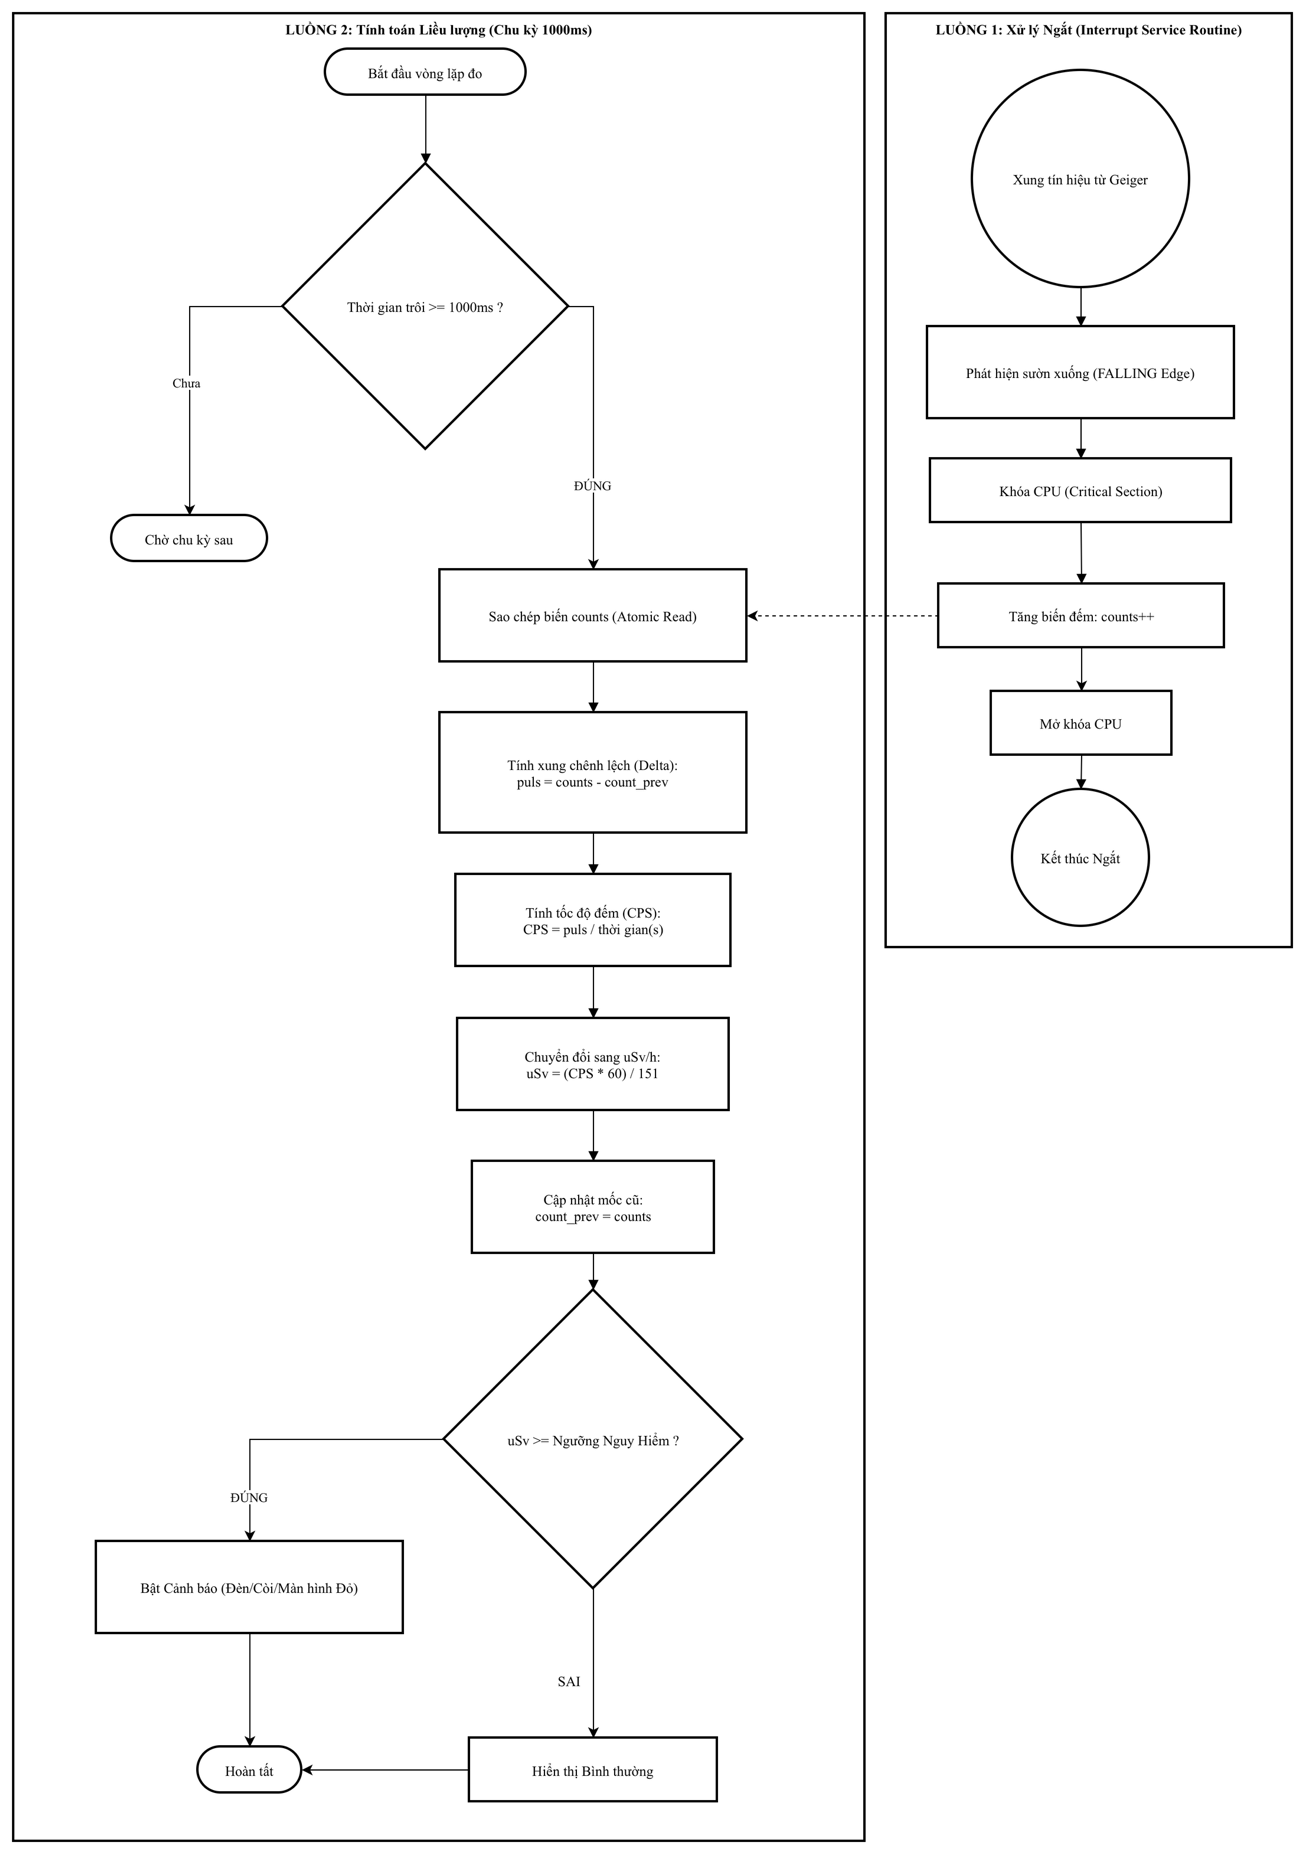 LUỒNG 2: Tính toán Liều lượng (Chu kỳ 1000ms)
Bắt đầu vòng lặp đo
Thời gian trôi >= 1000ms ?
Chưa
ĐÚNG
Chờ chu kỳ sau
Sao chép biến counts (Atomic Read)
Tính xung chênh lệch (Delta):
puls = counts - count_prev
Tính tốc độ đếm (CPS):
CPS = puls / thời gian(s)
Chuyển đổi sang uSv/h:
uSv = (CPS * 60) / 151
Cập nhật mốc cũ:
count_prev = counts
uSv >= Ngưỡng Nguy Hiểm ?
ĐÚNG
Bật Cảnh báo (Đèn/Còi/Màn hình Đỏ)
SAI
Hoàn tất
Hiển thị Bình thường
LUỒNG 1: Xử lý Ngắt (Interrupt Service Routine)
Xung tín hiệu từ Geiger
Phát hiện sườn xuống (FALLING Edge)
Khóa CPU (Critical Section)
Tăng biến đếm: counts++
Mở khóa CPU
Kết thúc Ngắt